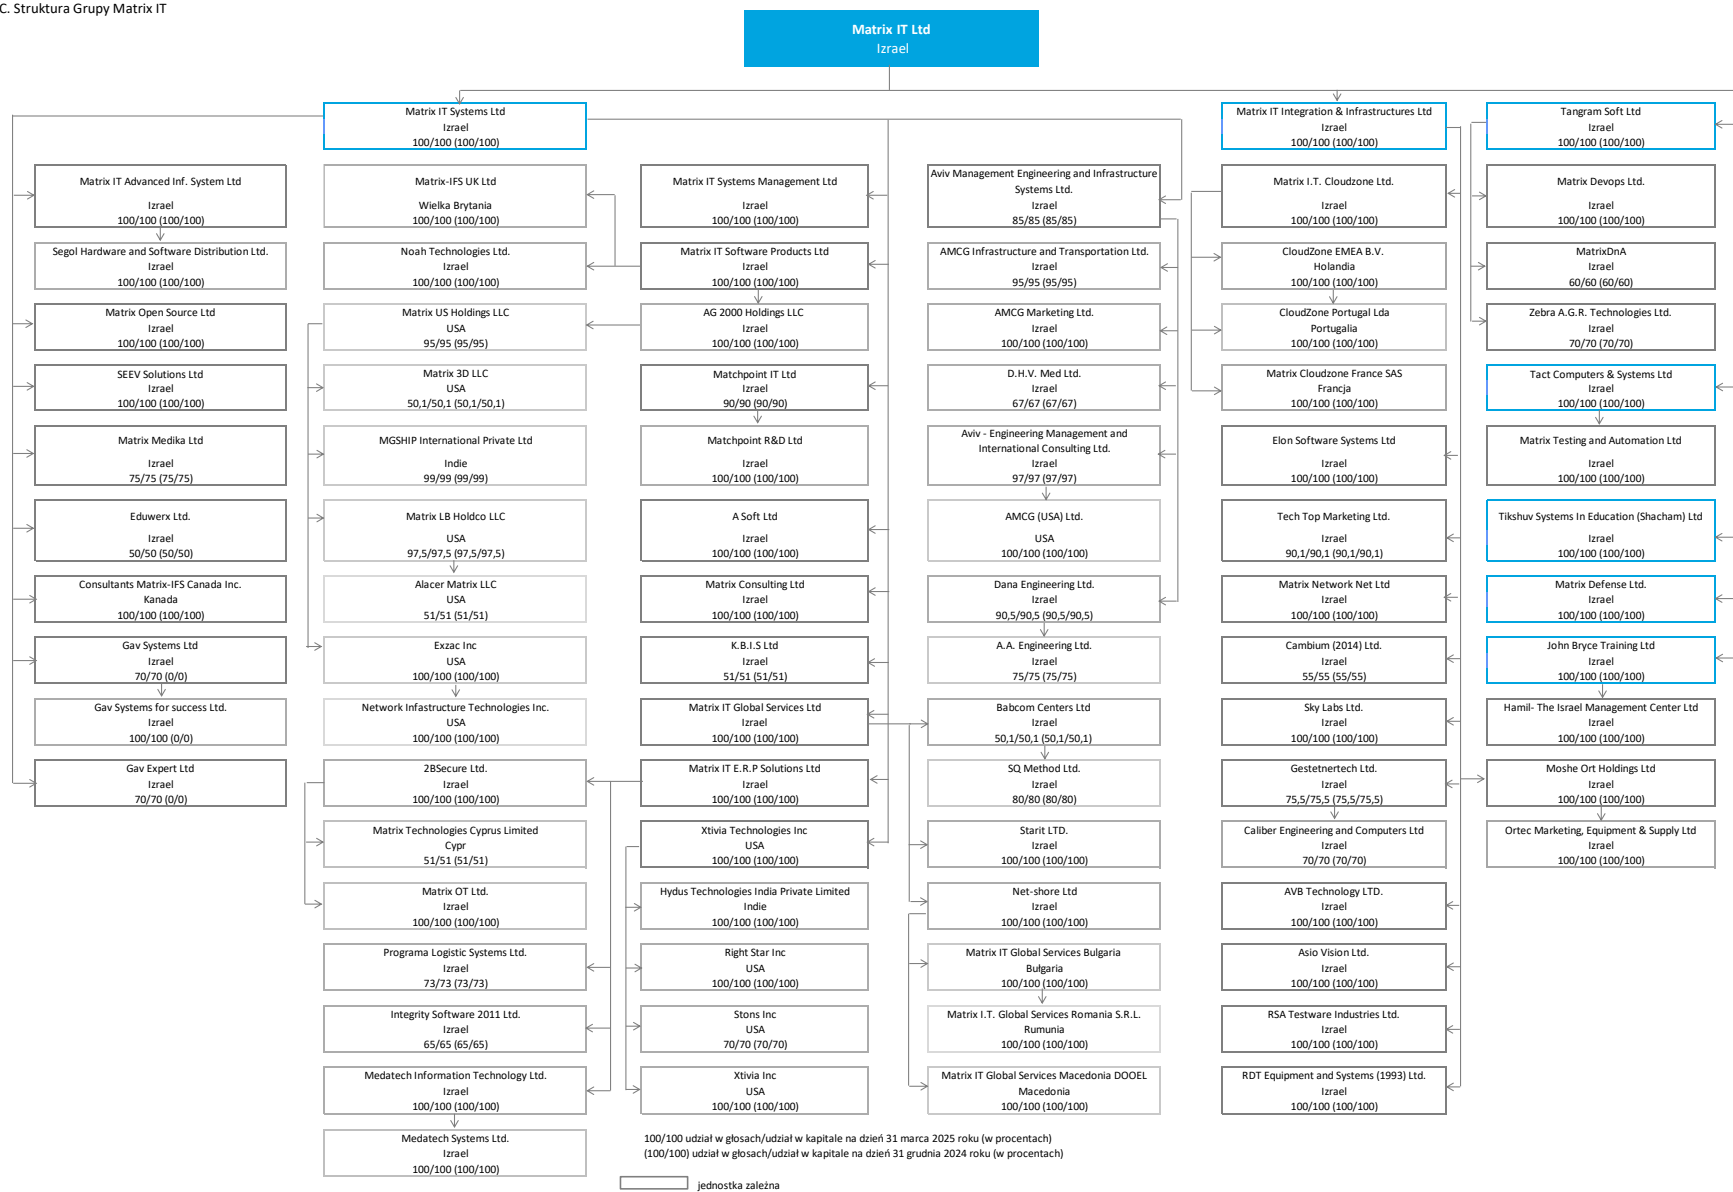 C. Struktura Grupy Matrix IT
Matrix IT Ltd
Izrael
Matrix IT Systems Ltd
Izrael
100/100 (100/100)
Matrix IT Integration & Infrastructures Ltd
Izrael
100/100 (100/100)
Tangram Soft Ltd
Izrael
100/100 (100/100)
Matrix IT Advanced Inf. System Ltd
Izrael
100/100 (100/100)
Matrix-IFS UK Ltd
Wielka Brytania
100/100 (100/100)
Matrix IT Systems Management Ltd
Izrael
100/100 (100/100)
Aviv Management Engineering and Infrastructure
Systems Ltd.
Izrael
85/85 (85/85)
Matrix I.T. Cloudzone Ltd.
Izrael
100/100 (100/100)
Matrix Devops Ltd.
Izrael
100/100 (100/100)
Segol Hardware and Software Distribution Ltd.
Izrael
100/100 (100/100)
Noah Technologies Ltd.
Izrael
100/100 (100/100)
Matrix IT Software Products Ltd
Izrael
100/100 (100/100)
AMCG Infrastructure and Transportation Ltd.
Izrael
95/95 (95/95)
CloudZone EMEA B.V.
Holandia
100/100 (100/100)
MatrixDnA
Izrael
60/60 (60/60)
Matrix Open Source Ltd
Izrael
100/100 (100/100)
Matrix US Holdings LLC
USA
95/95 (95/95)
AG 2000 Holdings LLC
Izrael
100/100 (100/100)
AMCG Marketing Ltd.
Izrael
100/100 (100/100)
CloudZone Portugal Lda
Portugalia
100/100 (100/100)
Zebra A.G.R. Technologies Ltd.
Izrael
70/70 (70/70)
SEEV Solutions Ltd
Izrael
100/100 (100/100)
Matrix 3D LLC
USA
50,1/50,1 (50,1/50,1)
Matchpoint IT Ltd
Izrael
90/90 (90/90)
D.H.V. Med Ltd.
Izrael
67/67 (67/67)
Matrix Cloudzone France SAS
Francja
100/100 (100/100)
Tact Computers & Systems Ltd
Izrael
100/100 (100/100)
Matrix Medika Ltd
Izrael
75/75 (75/75)
MGSHIP International Private Ltd
Indie
99/99 (99/99)
Matchpoint R&D Ltd
Izrael
100/100 (100/100)
Aviv - Engineering Management and
International Consulting Ltd.
Izrael
97/97 (97/97)
Elon Software Systems Ltd
Izrael
100/100 (100/100)
Matrix Testing and Automation Ltd
Izrael
100/100 (100/100)
Eduwerx Ltd.
Izrael
50/50 (50/50)
Matrix LB Holdco LLC
USA
97,5/97,5 (97,5/97,5)
A Soft Ltd
Izrael
100/100 (100/100)
AMCG (USA) Ltd.
USA
100/100 (100/100)
Tech Top Marketing Ltd.
Izrael
90,1/90,1 (90,1/90,1)
Tikshuv Systems In Education (Shacham) Ltd
Izrael
100/100 (100/100)
Consultants Matrix-IFS Canada Inc.
Kanada
100/100 (100/100)
Alacer Matrix LLC
USA
51/51 (51/51)
Matrix Consulting Ltd
Izrael
100/100 (100/100)
Dana Engineering Ltd.
Izrael
90,5/90,5 (90,5/90,5)
Matrix Network Net Ltd
Izrael
100/100 (100/100)
Matrix Defense Ltd.
Izrael
100/100 (100/100)
Gav Systems Ltd
Izrael
70/70 (0/0)
Exzac Inc
USA
100/100 (100/100)
K.B.I.S Ltd
Izrael
51/51 (51/51)
A.A. Engineering Ltd.
Izrael
75/75 (75/75)
Cambium (2014) Ltd.
Izrael
55/55 (55/55)
John Bryce Training Ltd
Izrael
100/100 (100/100)
Gav Systems for success Ltd.
Izrael
100/100 (0/0)
Network Infastructure Technologies Inc.
USA
100/100 (100/100)
Matrix IT Global Services Ltd
Izrael
100/100 (100/100)
Babcom Centers Ltd
Izrael
50,1/50,1 (50,1/50,1)
Sky Labs Ltd.
Izrael
100/100 (100/100)
Hamil- The Israel Management Center Ltd
Izrael
100/100 (100/100)
Gav Expert Ltd
Izrael
70/70 (0/0)
2BSecure Ltd.
Izrael
100/100 (100/100)
Matrix IT E.R.P Solutions Ltd
Izrael
100/100 (100/100)
SQ Method Ltd.
Izrael
80/80 (80/80)
Gestetnertech Ltd.
Izrael
75,5/75,5 (75,5/75,5)
Moshe Ort Holdings Ltd
Izrael
100/100 (100/100)
Matrix Technologies Cyprus Limited
Cypr
51/51 (51/51)
Xtivia Technologies Inc
USA
100/100 (100/100)
Starit LTD.
Izrael
100/100 (100/100)
Caliber Engineering and Computers Ltd
Izrael
70/70 (70/70)
Ortec Marketing, Equipment & Supply Ltd
Izrael
100/100 (100/100)
Matrix OT Ltd.
Izrael
100/100 (100/100)
Hydus Technologies India Private Limited
Indie
100/100 (100/100)
Net-shore Ltd
Izrael
100/100 (100/100)
AVB Technology LTD.
Izrael
100/100 (100/100)
Programa Logistic Systems Ltd.
Izrael
73/73 (73/73)
Right Star Inc
USA
100/100 (100/100)
Matrix IT Global Services Bulgaria
Bułgaria
100/100 (100/100)
Asio Vision Ltd.
Izrael
100/100 (100/100)
Integrity Software 2011 Ltd.
Izrael
65/65 (65/65)
Stons Inc
USA
70/70 (70/70)
Matrix I.T. Global Services Romania S.R.L.
Rumunia
100/100 (100/100)
RSA Testware Industries Ltd.
Izrael
100/100 (100/100)
Medatech Information Technology Ltd.
Izrael
100/100 (100/100)
Xtivia Inc
USA
100/100 (100/100)
Matrix IT Global Services Macedonia DOOEL
Macedonia
100/100 (100/100)
RDT Equipment and Systems (1993) Ltd.
Izrael
100/100 (100/100)
Medatech Systems Ltd.
Izrael
100/100 (100/100)
100/100 udział w głosach/udział w kapitale na dzień 31 marca 2025 roku (w procentach)
(100/100) udział w głosach/udział w kapitale na dzień 31 grudnia 2024 roku (w procentach)
jednostka zależna